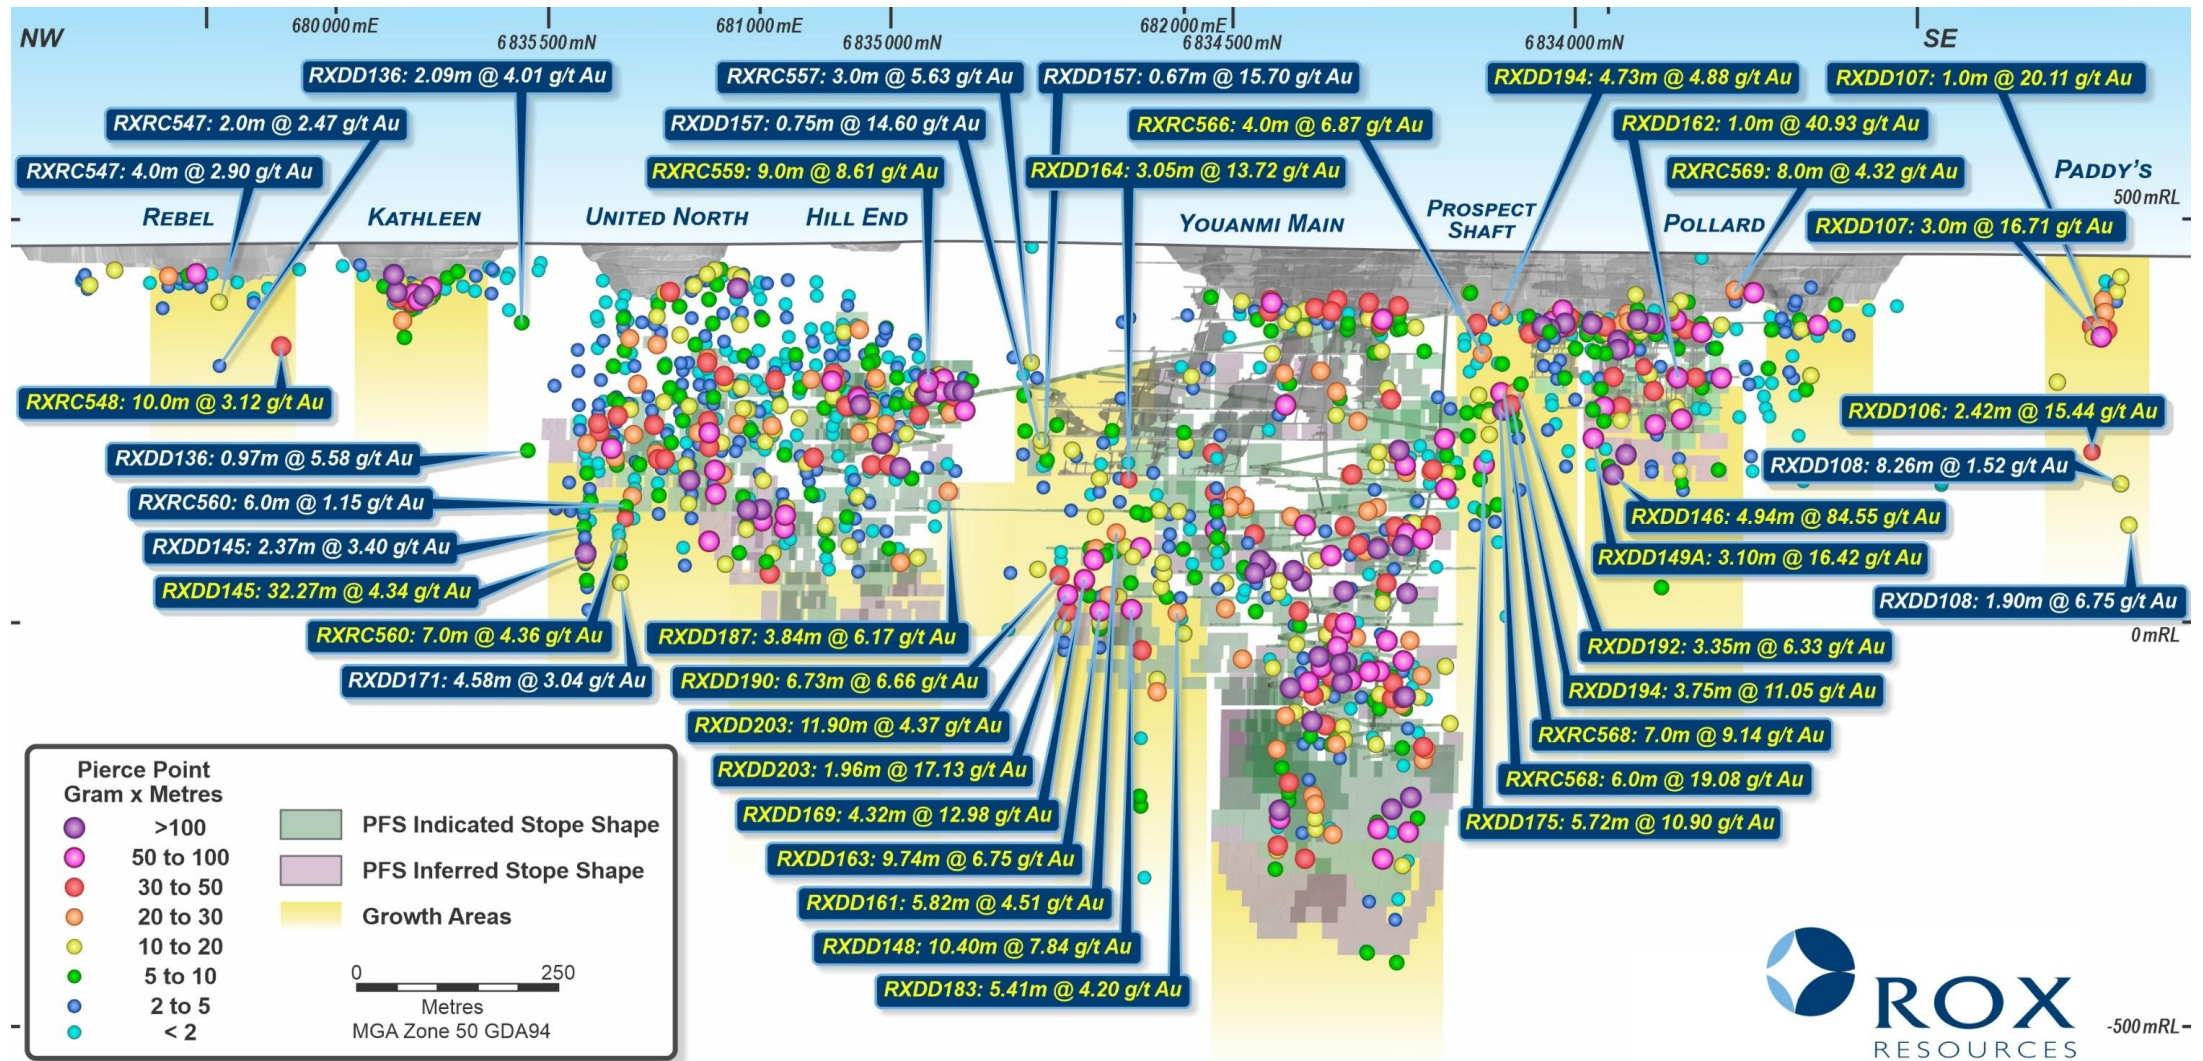 NW
680 000 mE
6 835 500 mN
681 000 mE
6 835 000 mN
682 000 mE
6 834 500 mN
6 834 000 mN
SE
RXDD136: 2.09m @ 4.01 g/t Au
RXRC557: 3.0m @ 5.63 g/t Au
RXDD157: 0.67m @ 15.70 g/t Au
RXDD194: 4.73m @ 4.88 g/t Au
RXDD107: 1.0m @ 20.11 g/t Au
RXRC547: 2.0m @ 2.47 g/t Au
RXDD157: 0.75m @ 14.60 g/t Au
RXRC566: 4.0m @ 6.87 g/t Au
RXDD162: 1.0m @ 40.93 g/t Au
RXRC547: 4.0m @ 2.90 g/t Au
RXRC559: 9.0m @ 8.61 g/t Au
RXDD164: 3.05m @ 13.72 g/t Au
RXRC569: 8.0m @ 4.32 g/t Au
PADDY'S
500 mRL
REBEL
KATHLEEN
UNITED NORTH
HILL END
YOUANMI MAIN
PROSPECT
SHAFT
POLLARD
RXDD107: 3.0m @ 16.71 g/t Au
RXRC548: 10.0m @ 3.12 g/t Au
RXDD106: 2.42m @ 15.44 g/t Au
RXDD136: 0.97m @ 5.58 g/t Au
RXDD108: 8.26m @ 1.52 g/t Au
RXRC560: 6.0m @ 1.15 g/t Au
RXDD146: 4.94m @ 84.55 g/t Au
RXDD145: 2.37m @ 3.40 g/t Au
RXDD149A: 3.10m @ 16.42 g/t Au
RXDD145: 32.27m @ 4.34 g/t Au
RXDD108: 1.90m @ 6.75 g/t Au
RXRC560: 7.0m @ 4.36 g/t Au
RXDD187: 3.84m @ 6.17 g/t Au
0 mRL
RXDD192: 3.35m @ 6.33 g/t Au
RXDD171: 4.58m @ 3.04 g/t Au
RXDD190: 6.73m @ 6.66 g/t Au
RXDD194: 3.75m @ 11.05 g/t Au
RXDD203: 11.90m @ 4.37 g/t Au
RXRC568: 7.0m @ 9.14 g/t Au
RXDD203: 1.96m @ 17.13 g/t Au
RXRC568: 6.0m @ 19.08 g/t Au
RXDD169: 4.32m @ 12.98 g/t Au
RXDD175: 5.72m @ 10.90 g/t Au
RXDD163: 9.74m @ 6.75 g/t Au
RXDD161: 5.82m @ 4.51 g/t Au
RXDD148: 10.40m @ 7.84 g/t Au
RXDD183: 5.41m @ 4.20 g/t Au
Pierce Point
Gram x Metres
>100
50 to 100
30 to 50
20 to 30
10 to 20
5 to 10
2 to 5
< 2
PFS Indicated Stope Shape
PFS Inferred Stope Shape
Growth Areas
0 250
Metres
MGA Zone 50 GDA94
ROX
RESOURCES
-500 mRL